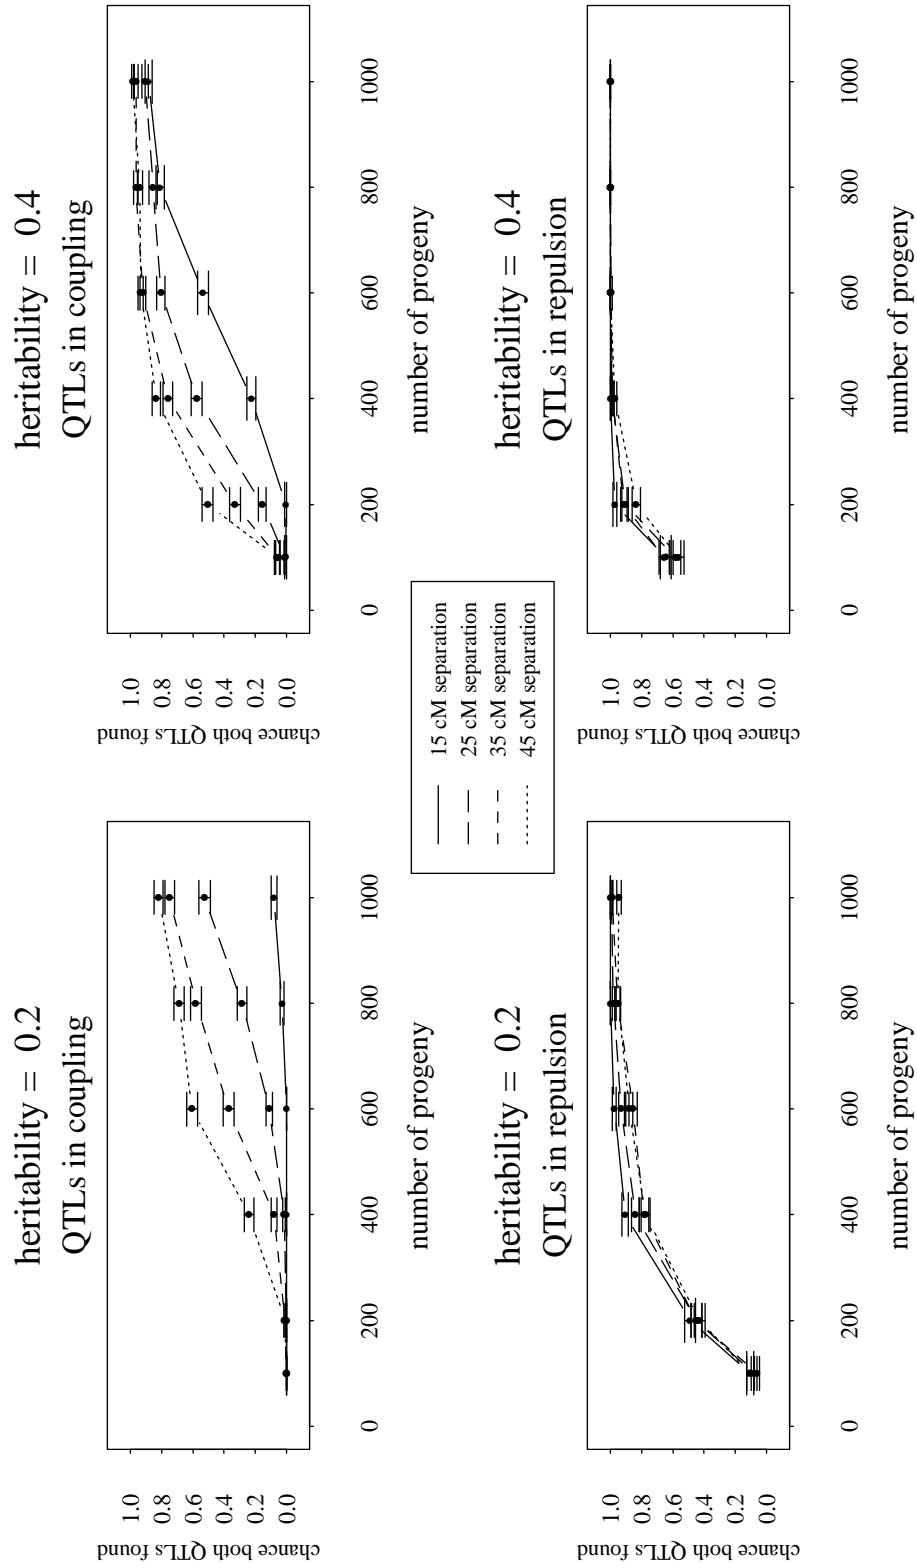 heritability = 0.2
QTLs in coupling
chance both QTLs found
0.0 0.2 0.4 0.6 0.8 1.0
0 200 400 600 800 1000
number of progeny
heritability = 0.4
QTLs in coupling
chance both QTLs found
0.0 0.2 0.4 0.6 0.8 1.0
0 200 400 600 800 1000
number of progeny
15 cM separation
25 cM separation
35 cM separation
45 cM separation
heritability = 0.2
QTLs in repulsion
chance both QTLs found
0.0 0.2 0.4 0.6 0.8 1.0
0 200 400 600 800 1000
number of progeny
heritability = 0.4
QTLs in repulsion
chance both QTLs found
0.0 0.2 0.4 0.6 0.8 1.0
0 200 400 600 800 1000
number of progeny